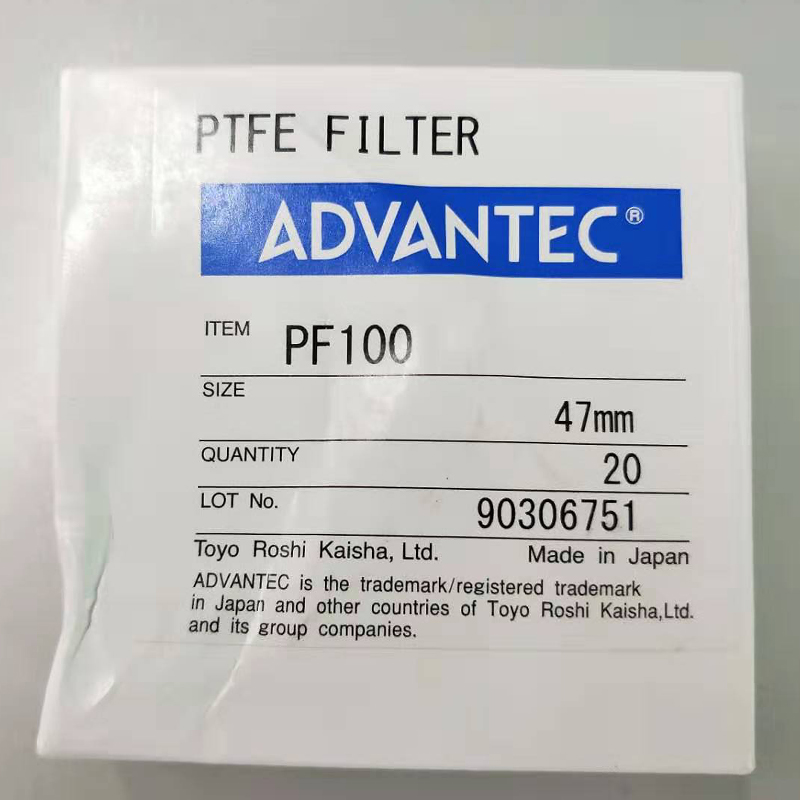 PTFE FILTER
ADVANTEC®
ITEM PF100
SIZE 47mm
QUANTITY 20
LOT No. 90306751
Toyo Roshi Kaisha, Ltd. Made in Japan
ADVANTEC is the trademark/registered trademark
in Japan and other countries of Toyo Roshi Kaisha,Ltd.
and its group companies.